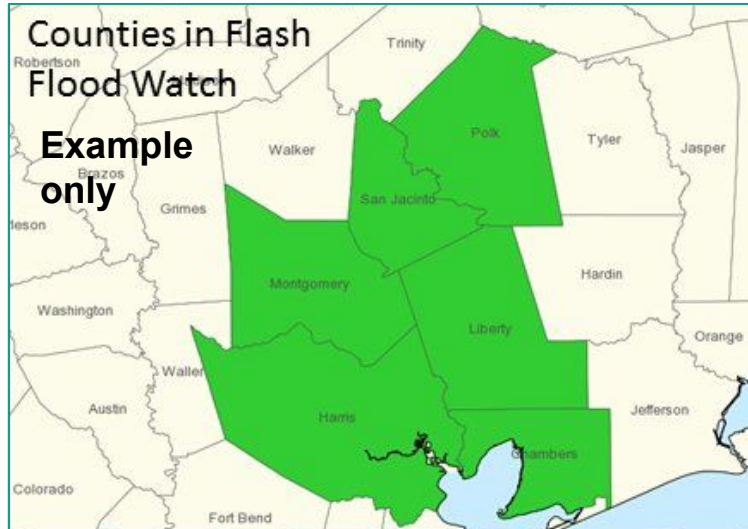 Counties in Flash
Flood Watch
Example
only
Trinity
Robertson
Polk
Tyler
Jasper
Walker
Brazos
San Jacinto
Grimes
leson
Hardin
Montgomery
Washington
Liberty
Orange
Waller
Austin
Harris
Jefferson
Chambers
Colorado
Fort Bend